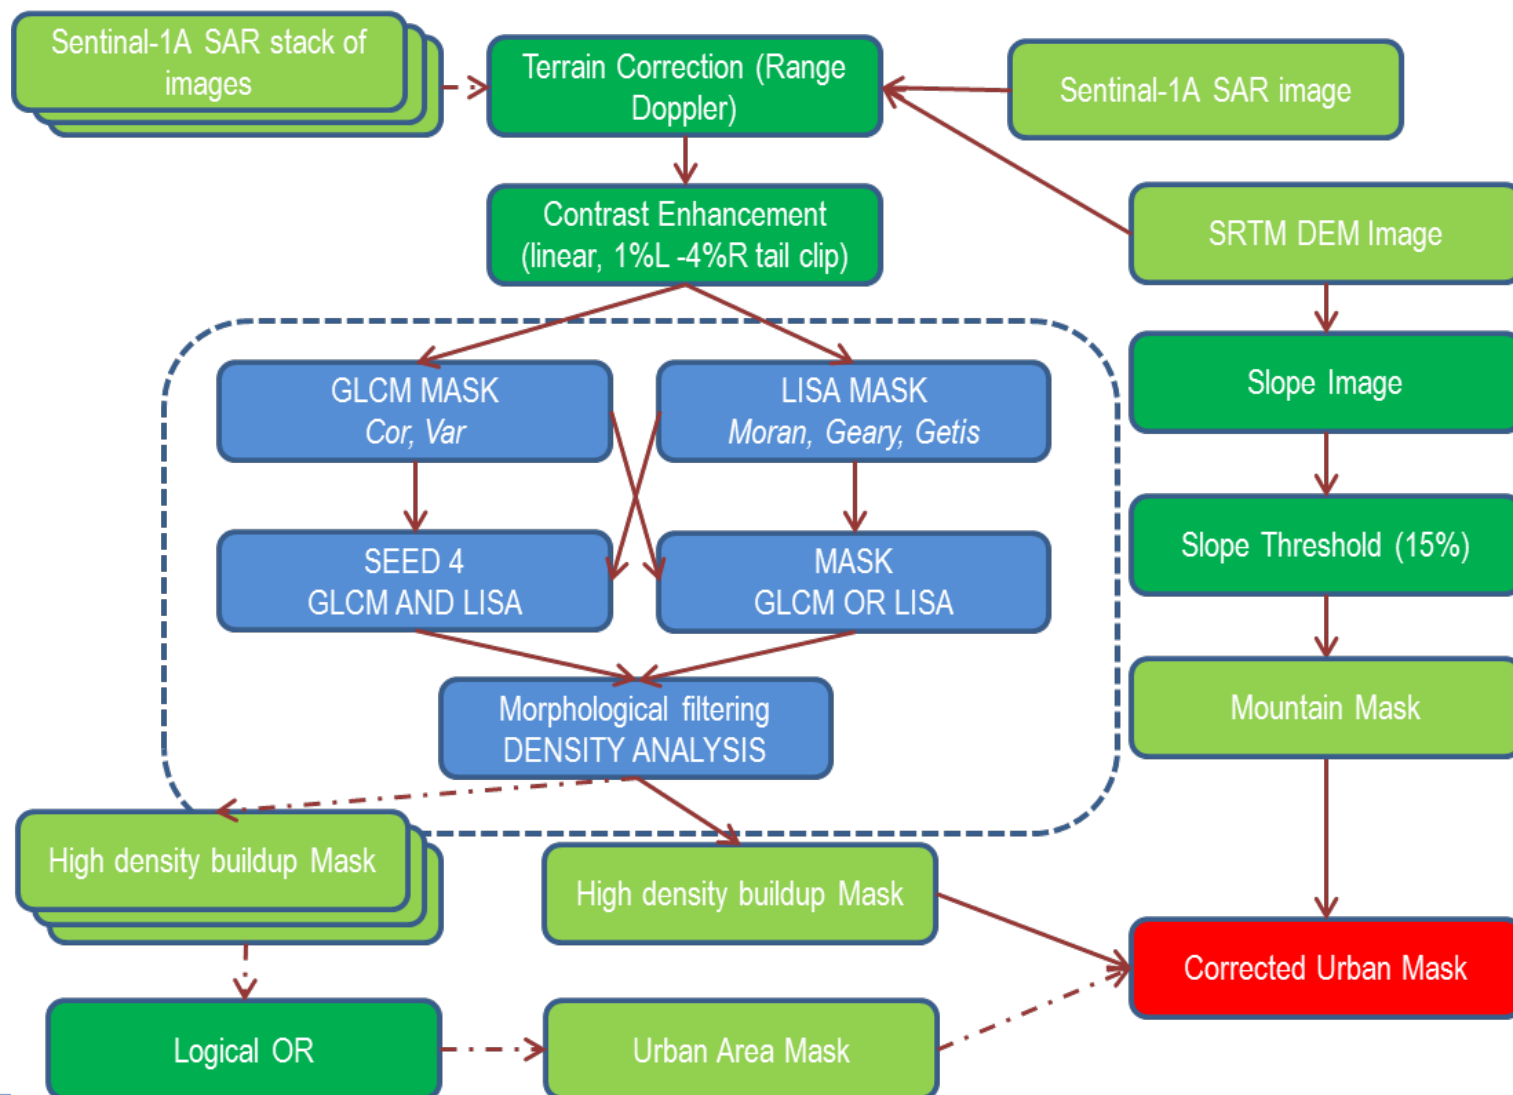 Sentinal-1A SAR stack of
images
Terrain Correction (Range
Doppler)
Sentinal-1A SAR image
Contrast Enhancement
(linear, 1%L -4%R tail clip)
SRTM DEM Image
GLCM MASK
Cor, Var
LISA MASK
Moran, Geary, Getis
Slope Image
SEED 4
GLCM AND LISA
MASK
GLCM OR LISA
Slope Threshold (15%)
Morphological filtering
DENSITY ANALYSIS
Mountain Mask
High density buildup Mask
High density buildup Mask
Corrected Urban Mask
Logical OR
Urban Area Mask